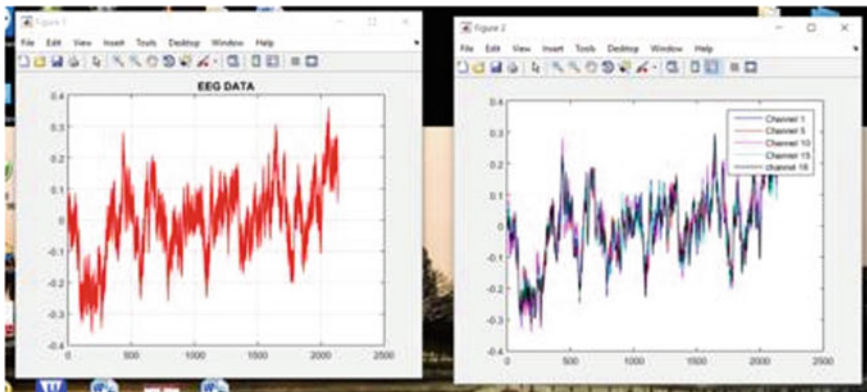 Figure 1
File Edit View Insert Tools Desktop Window Help
EEG DATA
0.4
0.3
0.2
0.1
0
-0.1
-0.2
-0.3
-0.4
0 500 1000 1500 2000 2500
Figure 2
File Edit View Insert Tools Desktop Window Help
Channel 1
Channel 5
Channel 10
Channel 15
channel 16
0.4
0.3
0.2
0.1
0
-0.1
-0.2
-0.3
-0.4
0 500 1000 1500 2000 2500